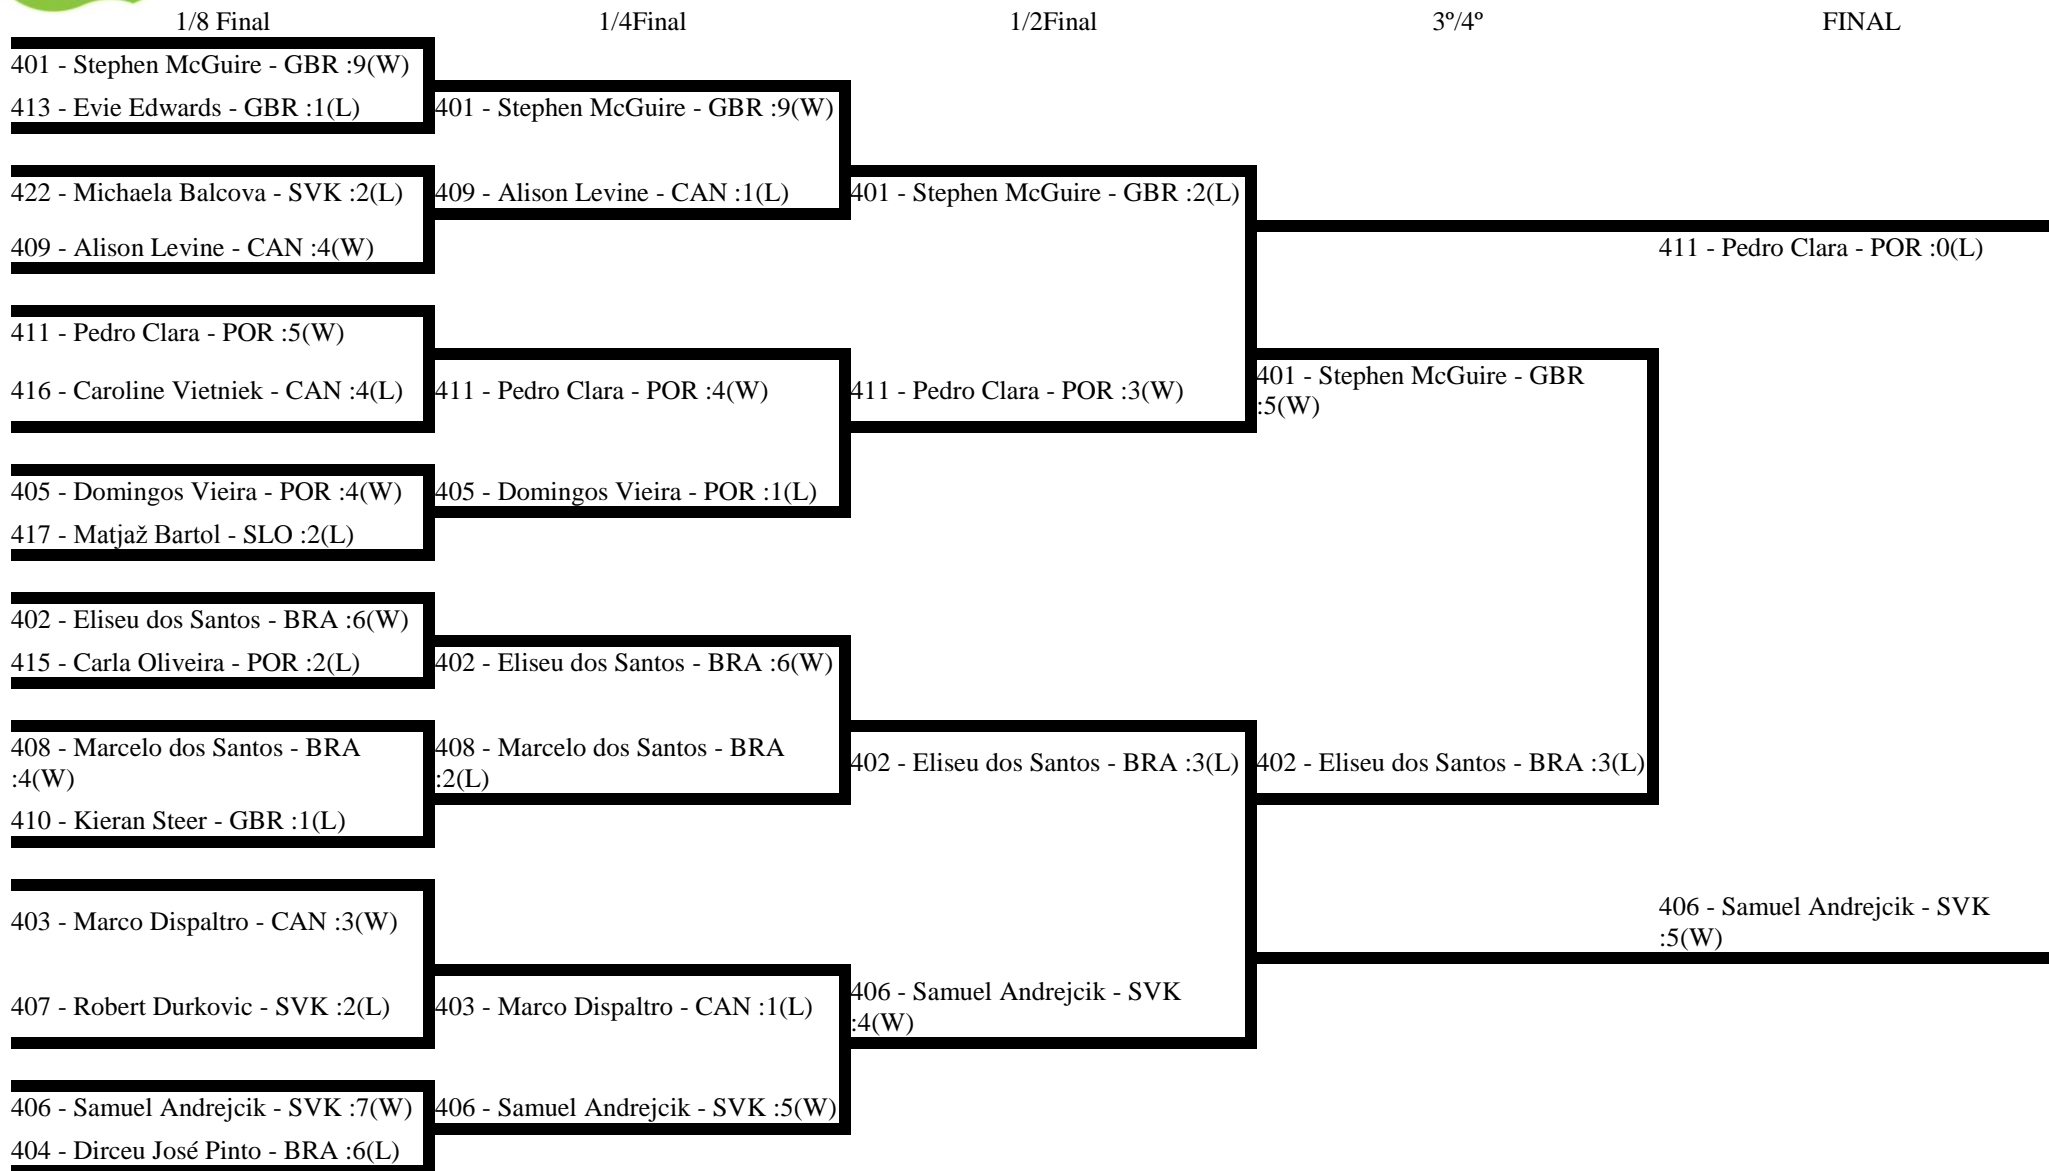 1/8 Final
1/4Final
1/2Final
3º/4º
FINAL
401 - Stephen McGuire - GBR :9(W)
413 - Evie Edwards - GBR :1(L)
422 - Michaela Balcova - SVK :2(L)
409 - Alison Levine - CAN :4(W)
411 - Pedro Clara - POR :5(W)
416 - Caroline Vietniek - CAN :4(L)
405 - Domingos Vieira - POR :4(W)
417 - Matjaž Bartol - SLO :2(L)
402 - Eliseu dos Santos - BRA :6(W)
415 - Carla Oliveira - POR :2(L)
408 - Marcelo dos Santos - BRA
:4(W)
410 - Kieran Steer - GBR :1(L)
403 - Marco Dispaltro - CAN :3(W)
407 - Robert Durkovic - SVK :2(L)
406 - Samuel Andrejcik - SVK :7(W)
404 - Dirceu José Pinto - BRA :6(L)
401 - Stephen McGuire - GBR :9(W)
409 - Alison Levine - CAN :1(L)
411 - Pedro Clara - POR :4(W)
405 - Domingos Vieira - POR :1(L)
402 - Eliseu dos Santos - BRA :6(W)
408 - Marcelo dos Santos - BRA
:2(L)
403 - Marco Dispaltro - CAN :1(L)
406 - Samuel Andrejcik - SVK :5(W)
401 - Stephen McGuire - GBR :2(L)
411 - Pedro Clara - POR :3(W)
402 - Eliseu dos Santos - BRA :3(L)
406 - Samuel Andrejcik - SVK
:4(W)
401 - Stephen McGuire - GBR
:5(W)
402 - Eliseu dos Santos - BRA :3(L)
411 - Pedro Clara - POR :0(L)
406 - Samuel Andrejcik - SVK
:5(W)